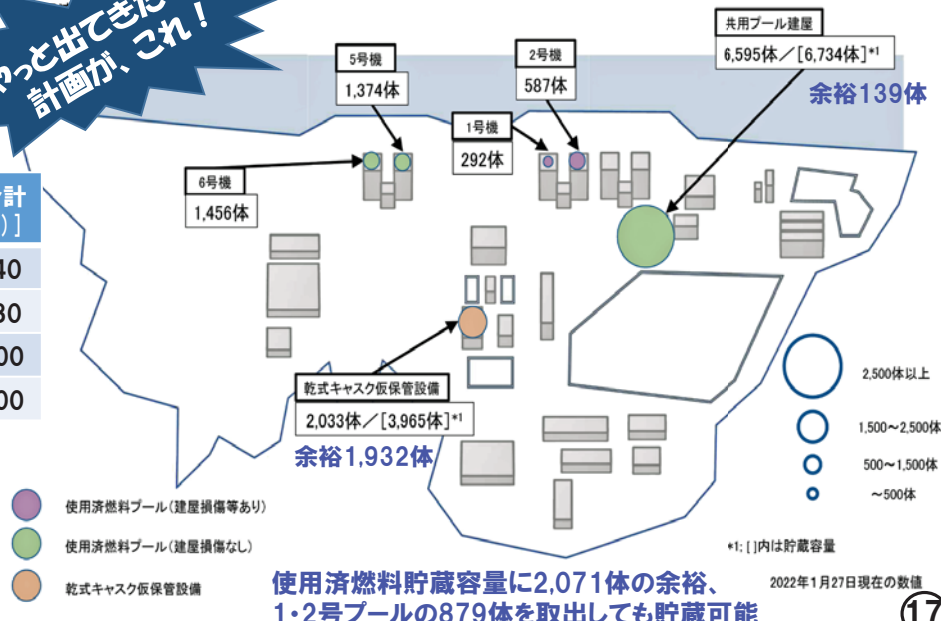 やっと出てきた
計画が、これ！
計
)]
40
30
00
00
5号機
1,374体
2号機
587体
共用プール建屋
6,595体／[6,734体]*1
余裕139体
1号機
292体
6号機
1,456体
乾式キャスク仮保管設備
2,033体／[3,965体]*1
余裕1,932体
2,500体以上
1,500～2,500体
500～1,500体
～500体
使用済燃料プール(建屋損傷等あり)
使用済燃料プール(建屋損傷なし)
乾式キャスク仮保管設備
*1:[ ]内は貯蔵容量
2022年1月27日現在の数値
使用済燃料貯蔵容量に2,071体の余裕、
1・2号プールの879体を取出しても貯蔵可能
17